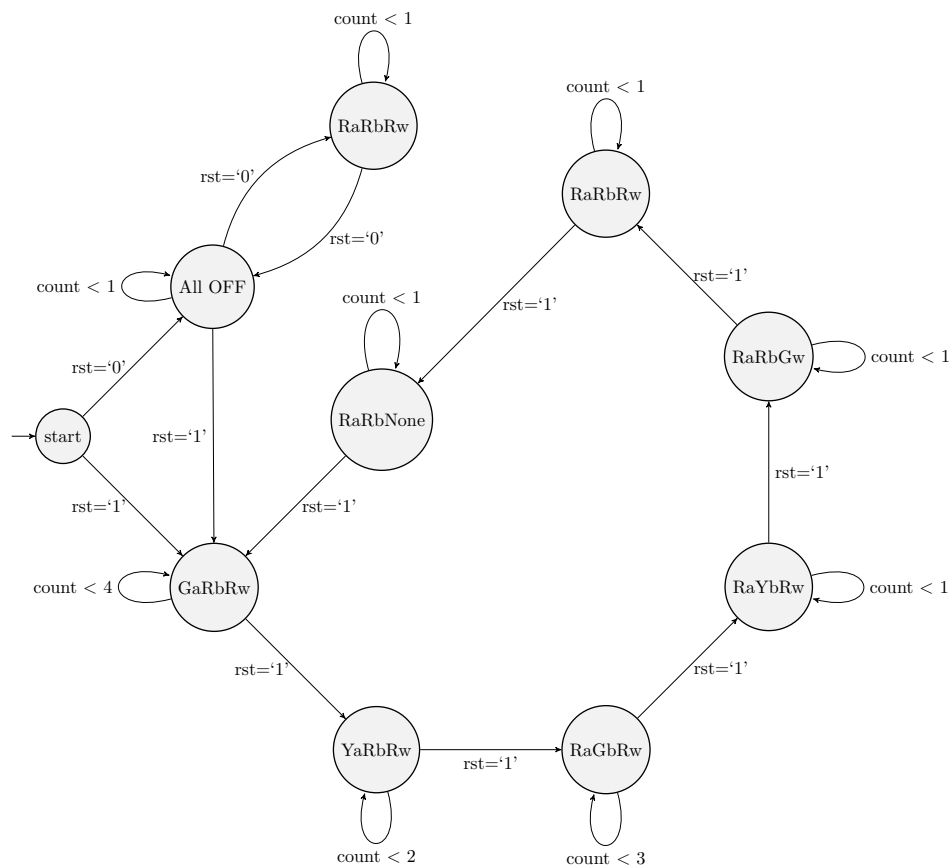 count < 1
RaRbRw
count < 1
RaRbRw
rst=‘0’
rst=‘0’
count < 1
All OFF
rst=‘1’
count < 1
rst=‘1’
RaRbGw
count < 1
rst=‘0’
RaRbNone
start
rst=‘1’
rst=‘1’
rst=‘1’
rst=‘1’
count < 4
GaRbRw
RaYbRw
count < 1
rst=‘1’
rst=‘1’
YaRbRw
rst=‘1’
RaGbRw
count < 2
count < 3